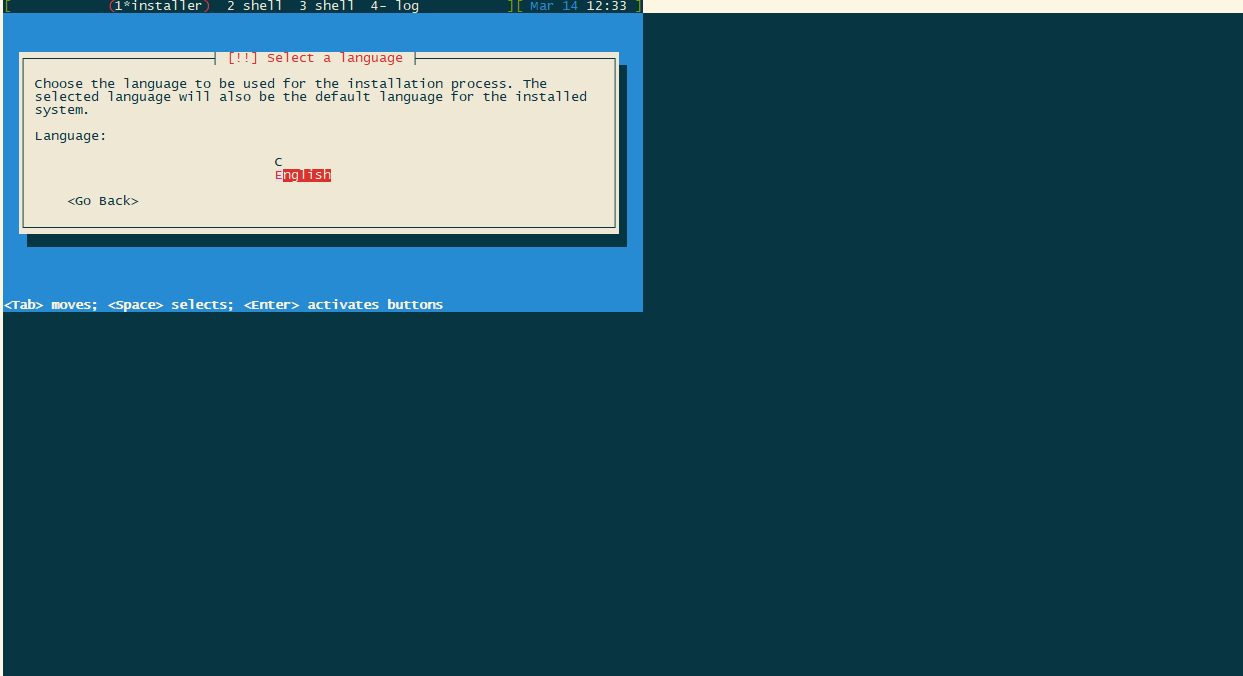 [ (1*installer) 2 shell 3 shell 4- log ][ Mar 14 12:33 ]
[!!] Select a language
Choose the language to be used for the installation process. The
selected language will also be the default language for the installed
system.
Language:
C
English
<Go Back>
<Tab> moves; <Space> selects; <Enter> activates buttons